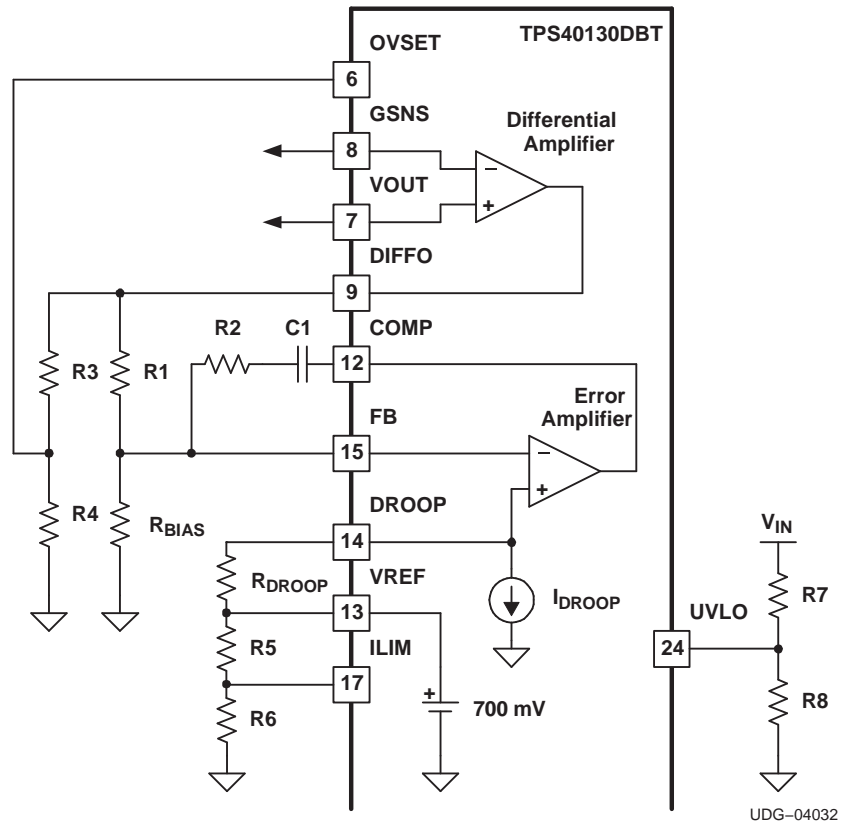 TPS40130DBT
OVSET
6
GSNS
8
Differential
Amplifier
−
+
VOUT
7
DIFFO
9
R2
C1
COMP
12
R3
R1
Error
Amplifier
FB
15
−
+
R4
RBIAS
DROOP
14
RDROOP
VREF
13
IDROOP
R5
ILIM
17
R6
+
700 mV
VIN
R7
UVLO
24
R8
UDG−04032